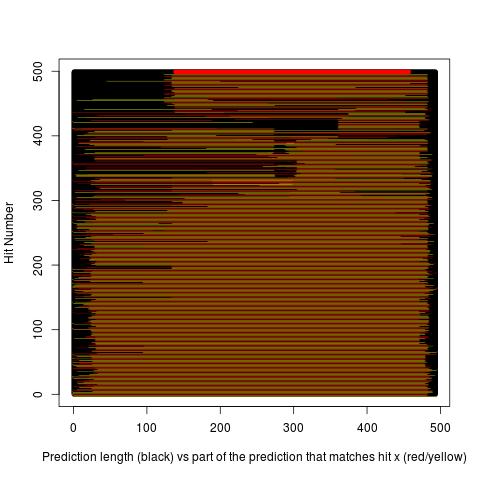 500
400
300
200
100
0
Hit Number
0 100 200 300 400 500
Prediction length (black) vs part of the prediction that matches hit x (red/yellow)